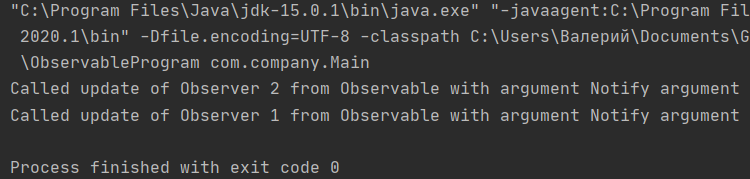 "C:\Program Files\Java\jdk-15.0.1\bin\java.exe" "-javaagent:C:\Program Fil
2020.1\bin" -Dfile.encoding=UTF-8 -classpath C:\Users\Валерий\Documents\G
\ObservableProgram com.company.Main
Called update of Observer 2 from Observable with argument Notify argument
Called update of Observer 1 from Observable with argument Notify argument
Process finished with exit code 0